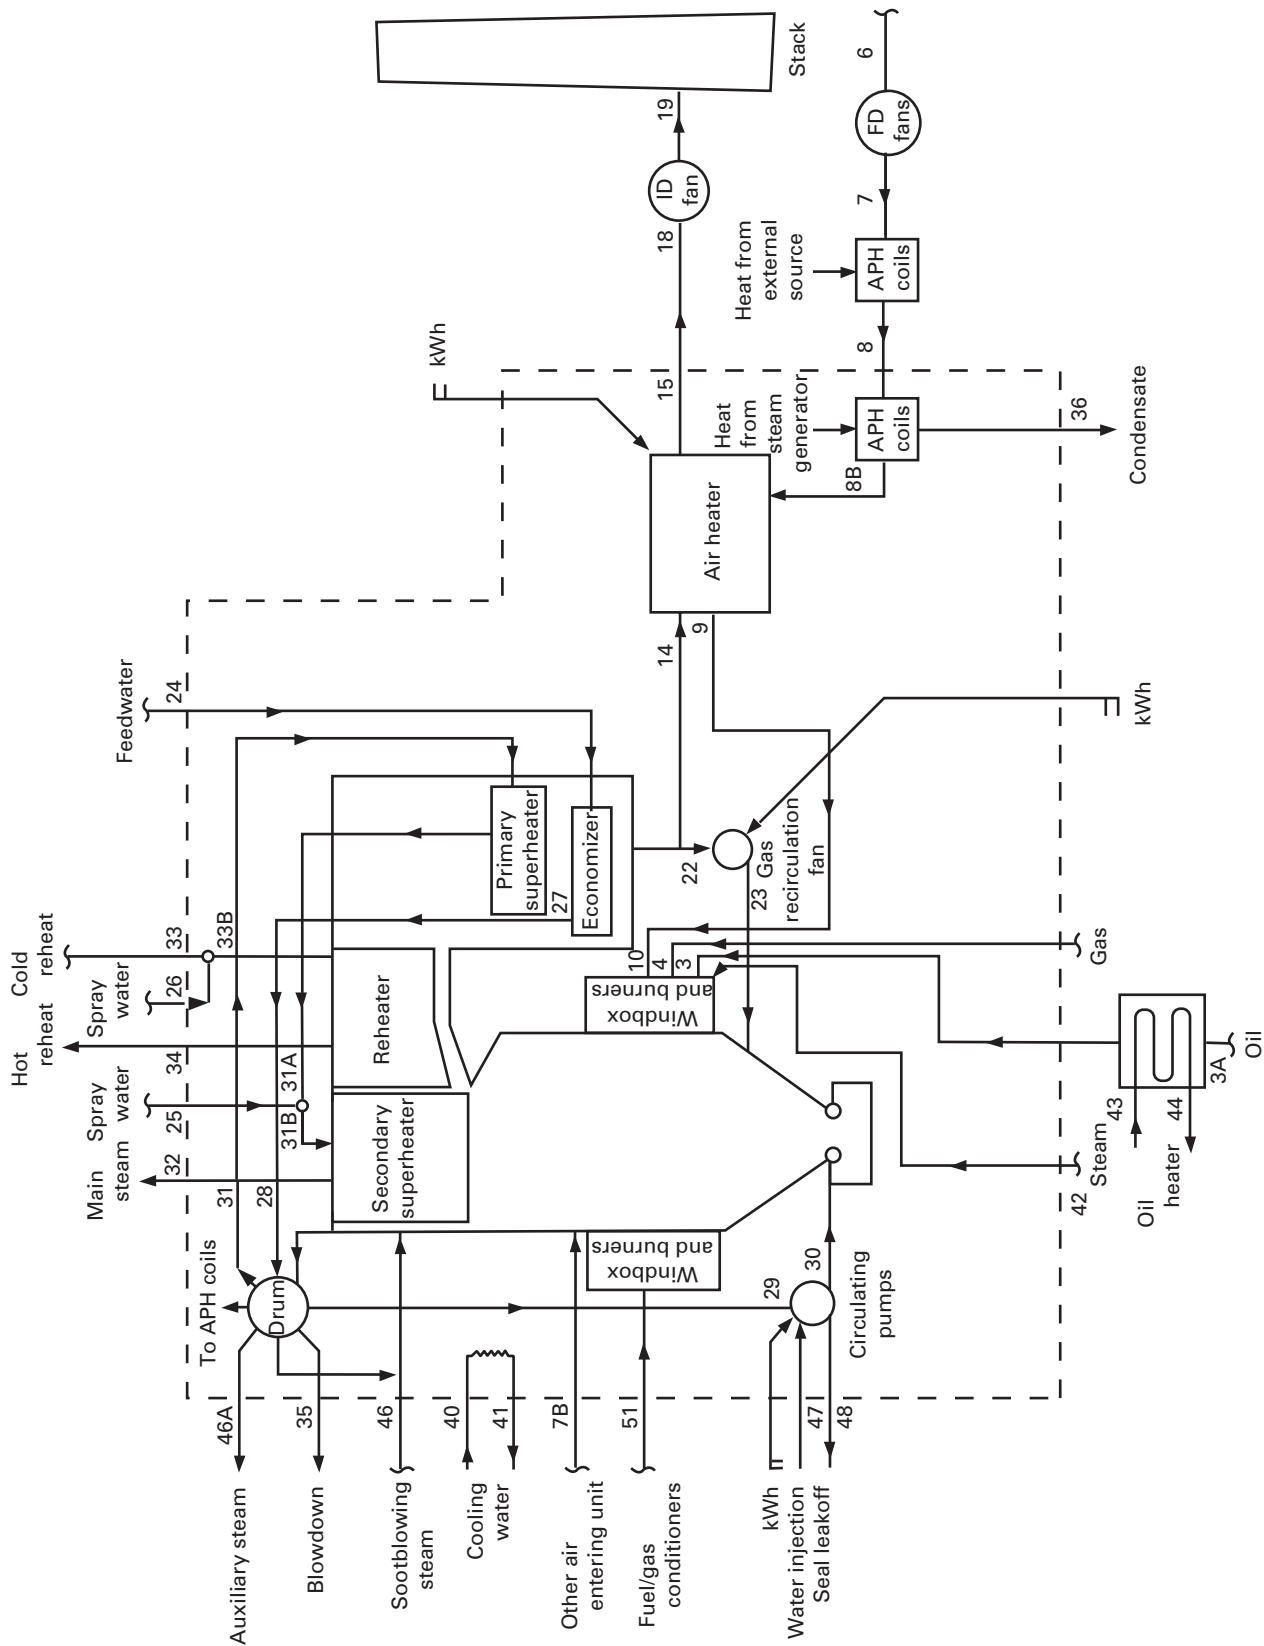 Stack
19
ID
fan
18
6
FD
fans
7
Heat from
external
source
APH
coils
8
kWh
15
Heat
from
steam
generator
APH
coils
8B
36
Condensate
Air heater
14
9
Feedwater
24
kWh
Primary
superheater
Economizer
27
22
Gas
recirculation
fan
23
Cold
reheat
33
33B
Spray
water
26
Hot
reheat
34
Reheater
10
4
3
Windbox
and burners
Gas
Oil
3A
43
44
Oil
heater
Steam
42
Spray
water
25
31A
31B
Main
steam
32
31
28
Secondary
superheater
Windbox
and burners
To APH coils
Drum
29
30
Circulating
pumps
46A
35
46
40
41
7B
51
47
48
Auxiliary steam
Blowdown
Sootblowing
steam
Cooling
water
Other air
entering unit
Fuel/gas
conditioners
kWh
Water injection
Seal leakoff